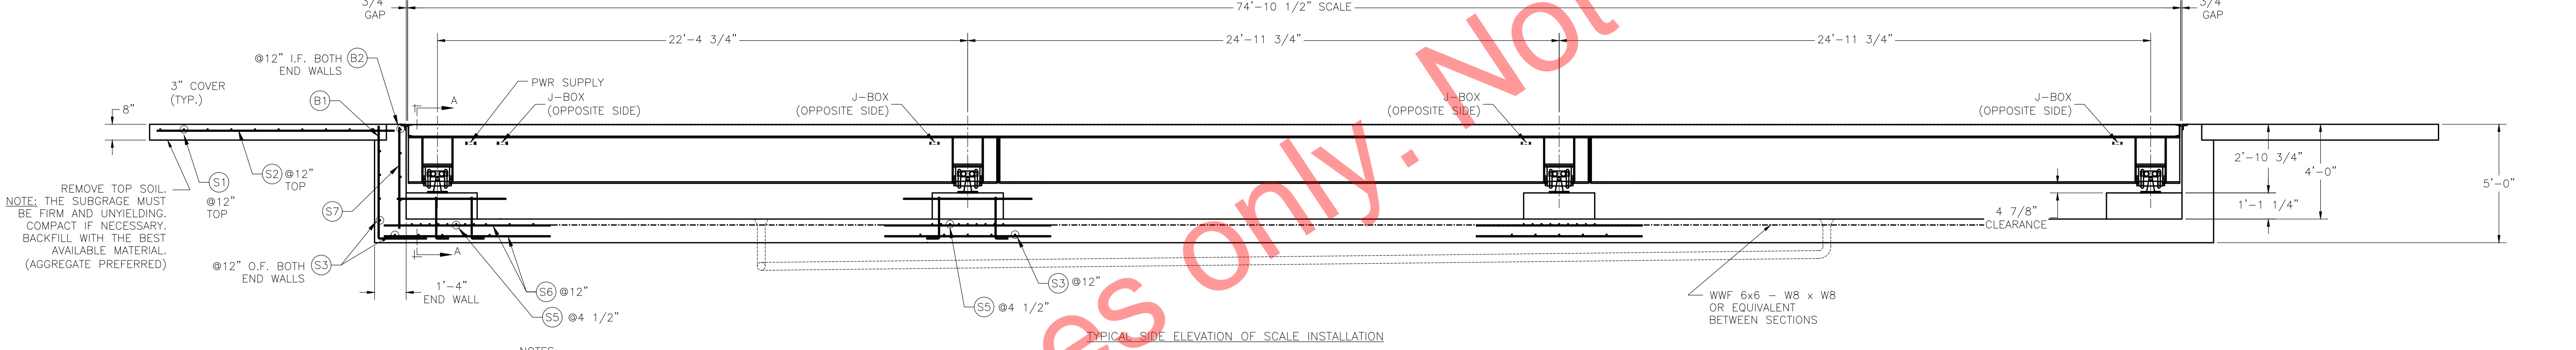 3/4"
GAP
74'-10 1/2" SCALE
3/4"
GAP
22'-4 3/4"
24'-11 3/4"
24'-11 3/4"
@12" I.F. BOTH B2
END WALLS
3" COVER
(TYP.)
B1
8"
A
PWR SUPPLY
J-BOX
(OPPOSITE SIDE)
J-BOX
(OPPOSITE SIDE)
J-BOX
(OPPOSITE SIDE)
J-BOX
(OPPOSITE SIDE)
S1
@12"
TOP
S2 @12"
TOP
S7
REMOVE TOP SOIL.
NOTE: THE SUBGRAGE MUST
BE FIRM AND UNYIELDING.
COMPACT IF NECESSARY.
BACKFILL WITH THE BEST
AVAILABLE MATERIAL.
(AGGREGATE PREFERRED)
@12" O.F. BOTH S3
END WALLS
A
1'-4"
END WALL
S6 @12"
S5 @4 1/2"
S5 @4 1/2"
S3 @12"
2'-10 3/4"
4'-0"
5'-0"
1'-1 1/4"
4 7/8"
CLEARANCE
WWF 6x6 - W8 x W8
OR EQUIVALENT
BETWEEN SECTIONS
TYPICAL SIDE ELEVATION OF SCALE INSTALLATION
NOTES:
es only. Not